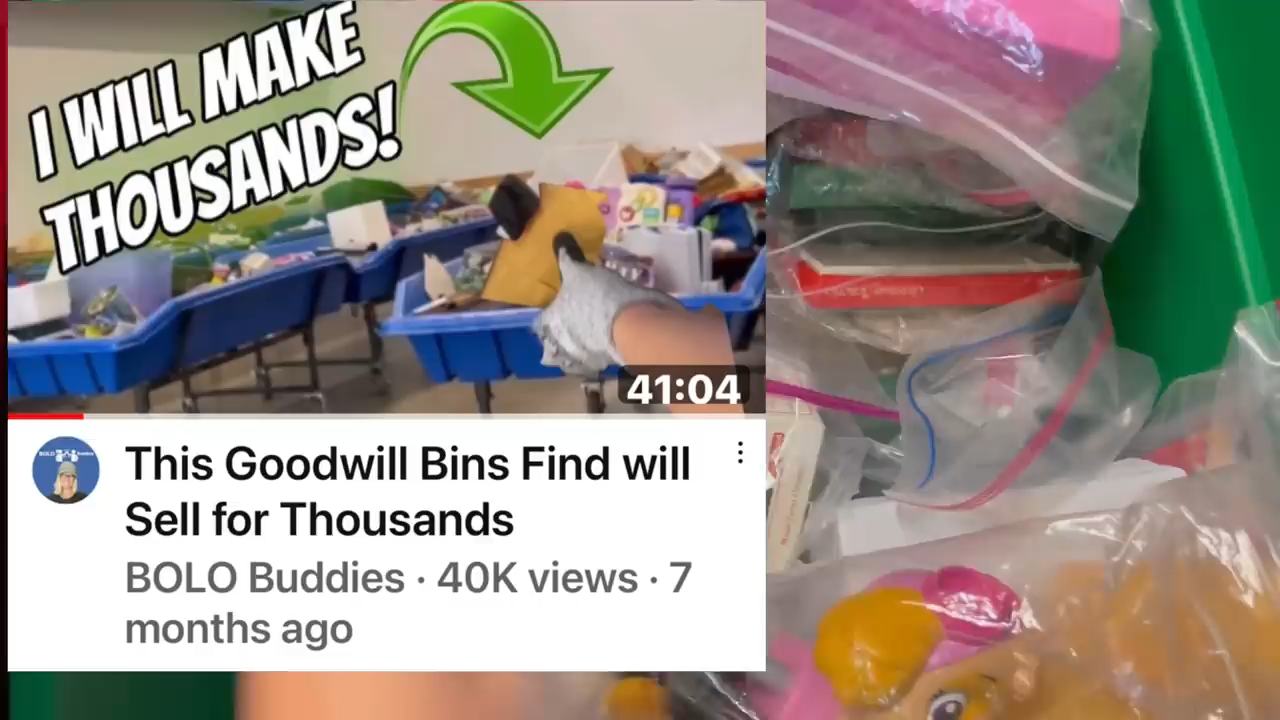 I WILL MAKE
THOUSANDS!
41:04
This Goodwill Bins Find will
Sell for Thousands
BOLO Buddies · 40K views · 7
months ago